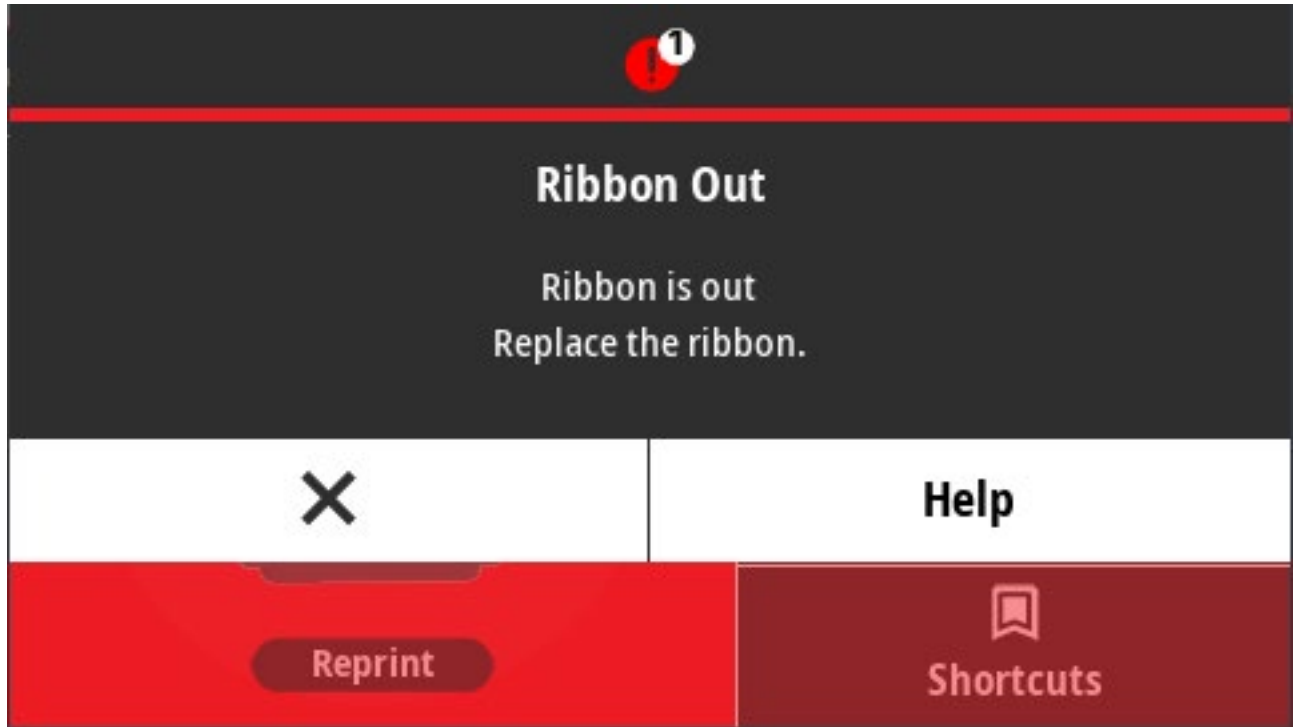 1
Ribbon Out
Ribbon is out
Replace the ribbon.
Help
Reprint
Shortcuts